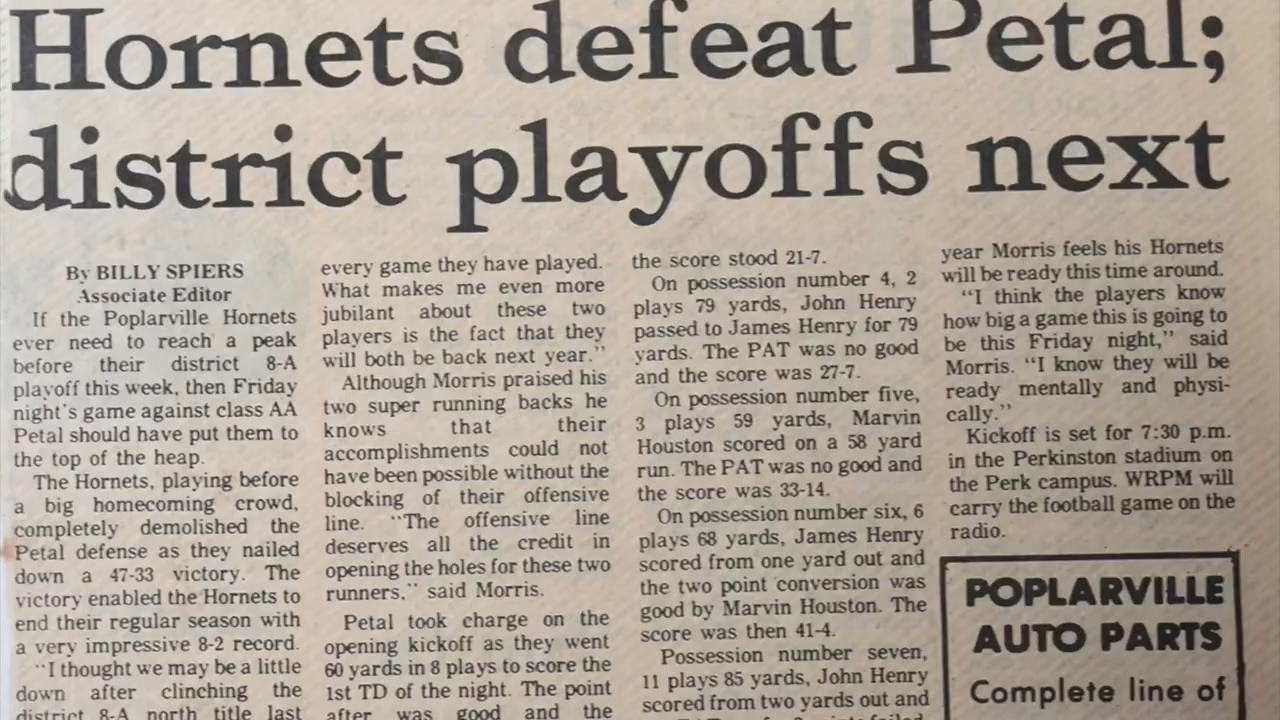 Hornets defeat Petal;
district playoffs next
By BILLY SPIERS
Associate Editor
If the Poplarville Hornets
ever need to reach a peak
before their district 8-A
playoff this week, then Friday
night's game against class AA
Petal should have put them to
the top of the heap.
The Hornets, playing before
a big homecoming crowd,
completely demolished the
Petal defense as they nailed
down a 47-33 victory. The
victory enabled the Hornets to
end their regular season with
a very impressive 8-2 record.
"I thought we may be a little
down after clinching the
district 8-A north title last
every game they have played.
What makes me even more
jubilant about these two
players is the fact that they
will both be back next year."
Although Morris praised his
two super running backs he
knows that their
accomplishments could not
have been possible without the
blocking of their offensive
line. "The offensive line
deserves all the credit in
opening the holes for these two
runners," said Morris.
Petal took charge on the
opening kickoff as they went
60 yards in 8 plays to score the
1st TD of the night. The point
after was good and the
the score stood 21-7.
On possession number 4, 2
plays 79 yards, John Henry
passed to James Henry for 79
yards. The PAT was no good
and the score was 27-7.
On possession number five,
3 plays 59 yards, Marvin
Houston scored on a 58 yard
run. The PAT was no good and
the score was 33-14.
On possession number six, 6
plays 68 yards, James Henry
scored from one yard out and
the two point conversion was
good by Marvin Houston. The
score was then 41-4.
Possession number seven,
11 plays 85 yards, John Henry
scored from two yards out and
year Morris feels his Hornets
will be ready this time around.
"I think the players know
how big a game this is going to
be this Friday night," said
Morris. "I know they will be
ready mentally and physi-
cally."
Kickoff is set for 7:30 p.m.
in the Perkinston stadium on
the Perk campus. WRPM will
carry the football game on the
radio.
POPLARVILLE
AUTO PARTS
Complete line of